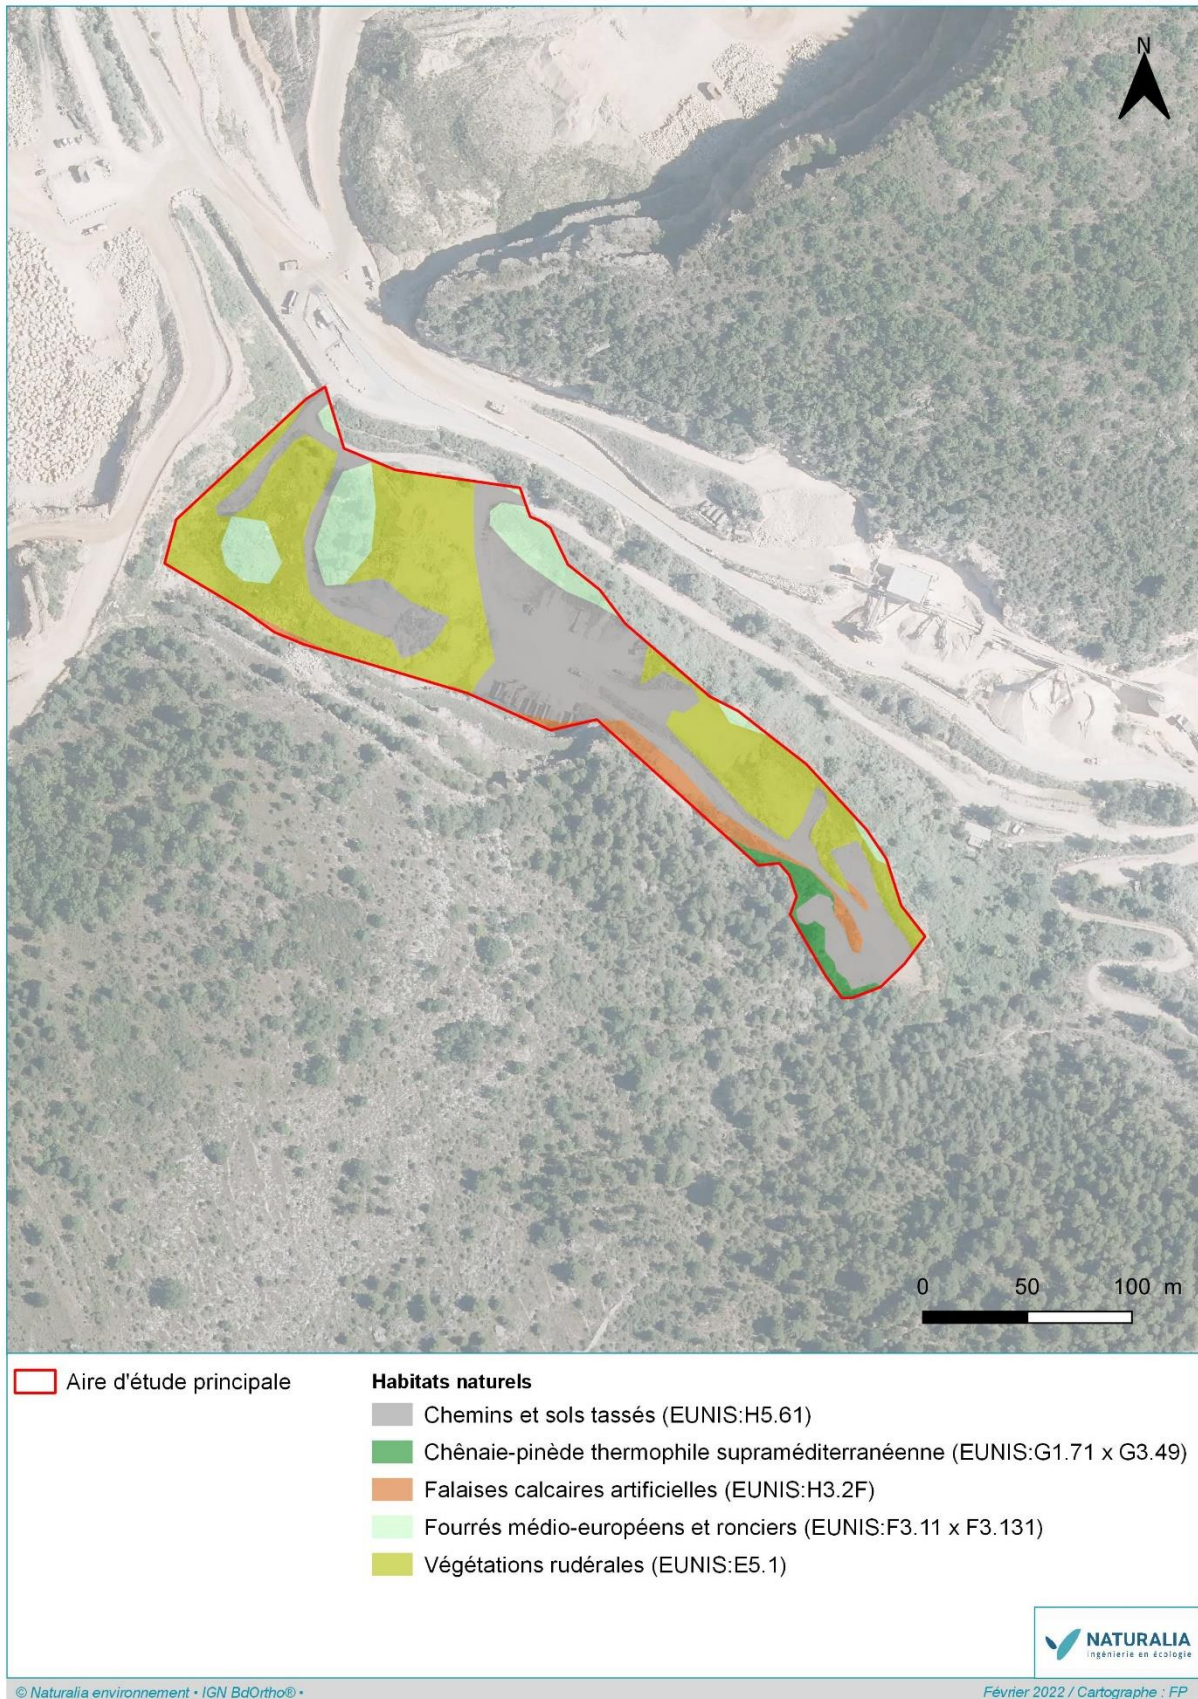 N
0 50 100 m
Aire d'étude principale
Habitats naturels
Chemins et sols tassés (EUNIS:H5.61)
Chênaie-pinède thermophile supraméditerranéenne (EUNIS:G1.71 x G3.49)
Falaises calcaires artificielles (EUNIS:H3.2F)
Fourrés médio-européens et ronciers (EUNIS:F3.11 x F3.131)
Végétations rudérales (EUNIS:E5.1)
NATURALIA
Ingénierie en écologie
© Naturalia environnement • IGN BdOrtho® •
Février 2022 / Cartographe : FP